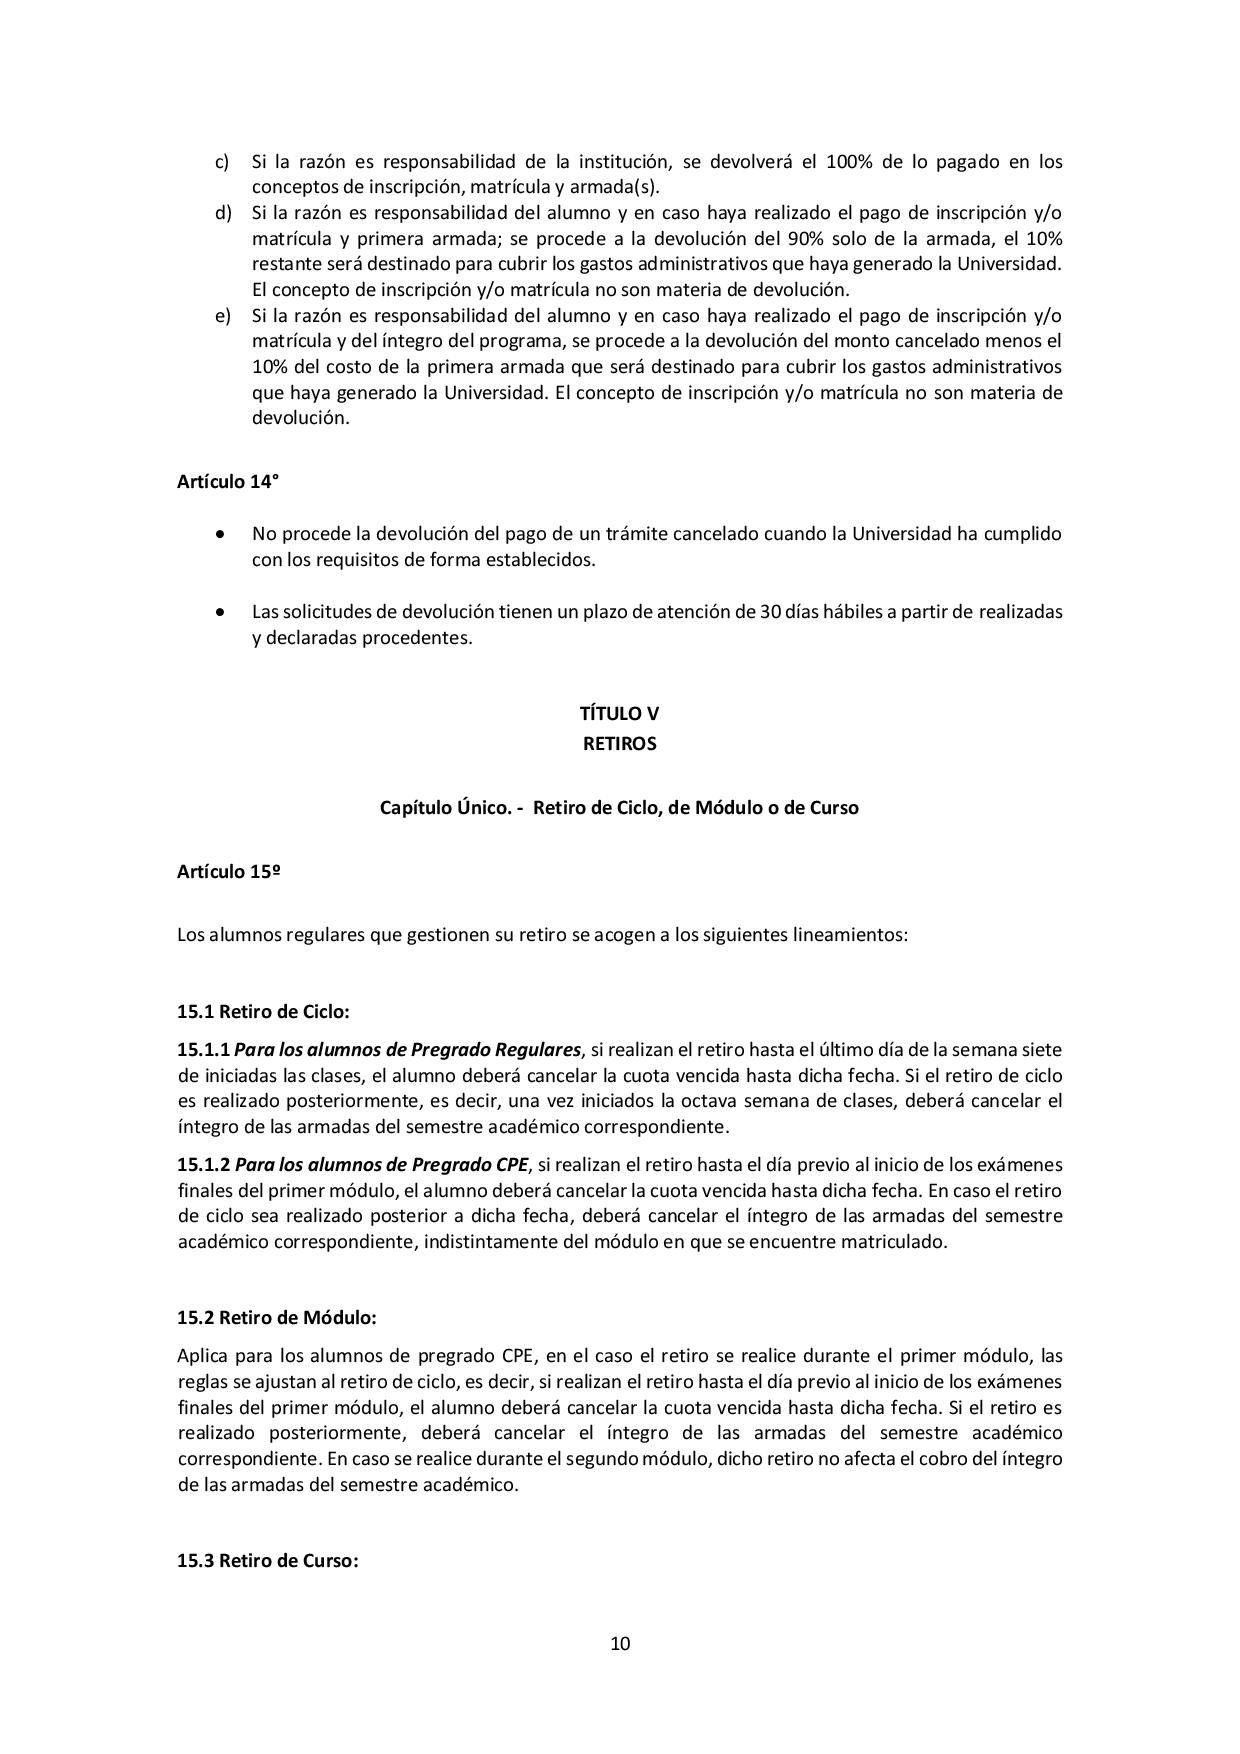 c) Si la razón es responsabilidad de la institución, se devolverá el 100% de lo pagado en los
conceptos de inscripción, matrícula y armada(s).
d) Si la razón es responsabilidad del alumno y en caso haya realizado el pago de inscripción y/o
matrícula y primera armada; se procede a la devolución del 90% solo de la armada, el 10%
restante será destinado para cubrir los gastos administrativos que haya generado la Universidad.
El concepto de inscripción y/o matrícula no son materia de devolución.
e) Si la razón es responsabilidad del alumno y en caso haya realizado el pago de inscripción y/o
matrícula y del íntegro del programa, se procede a la devolución del monto cancelado menos el
10% del costo de la primera armada que será destinado para cubrir los gastos administrativos
que haya generado la Universidad. El concepto de inscripción y/o matrícula no son materia de
devolución.
Artículo 14°
• No procede la devolución del pago de un trámite cancelado cuando la Universidad ha cumplido
con los requisitos de forma establecidos.
• Las solicitudes de devolución tienen un plazo de atención de 30 días hábiles a partir de realizadas
y declaradas procedentes.
TÍTULO V
RETIROS
Capítulo Único. - Retiro de Ciclo, de Módulo o de Curso
Artículo 15º
Los alumnos regulares que gestionen su retiro se acogen a los siguientes lineamientos:
15.1 Retiro de Ciclo:
15.1.1 Para los alumnos de Pregrado Regulares, si realizan el retiro hasta el último día de la semana siete
de iniciadas las clases, el alumno deberá cancelar la cuota vencida hasta dicha fecha. Si el retiro de ciclo
es realizado posteriormente, es decir, una vez iniciados la octava semana de clases, deberá cancelar el
íntegro de las armadas del semestre académico correspondiente.
15.1.2 Para los alumnos de Pregrado CPE, si realizan el retiro hasta el día previo al inicio de los exámenes
finales del primer módulo, el alumno deberá cancelar la cuota vencida hasta dicha fecha. En caso el retiro
de ciclo sea realizado posterior a dicha fecha, deberá cancelar el íntegro de las armadas del semestre
académico correspondiente, indistintamente del módulo en que se encuentre matriculado.
15.2 Retiro de Módulo:
Aplica para los alumnos de pregrado CPE, en el caso el retiro se realice durante el primer módulo, las
reglas se ajustan al retiro de ciclo, es decir, si realizan el retiro hasta el día previo al inicio de los exámenes
finales del primer módulo, el alumno deberá cancelar la cuota vencida hasta dicha fecha. Si el retiro es
realizado posteriormente, deberá cancelar el íntegro de las armadas del semestre académico
correspondiente. En caso se realice durante el segundo módulo, dicho retiro no afecta el cobro del íntegro
de las armadas del semestre académico.
15.3 Retiro de Curso:
10